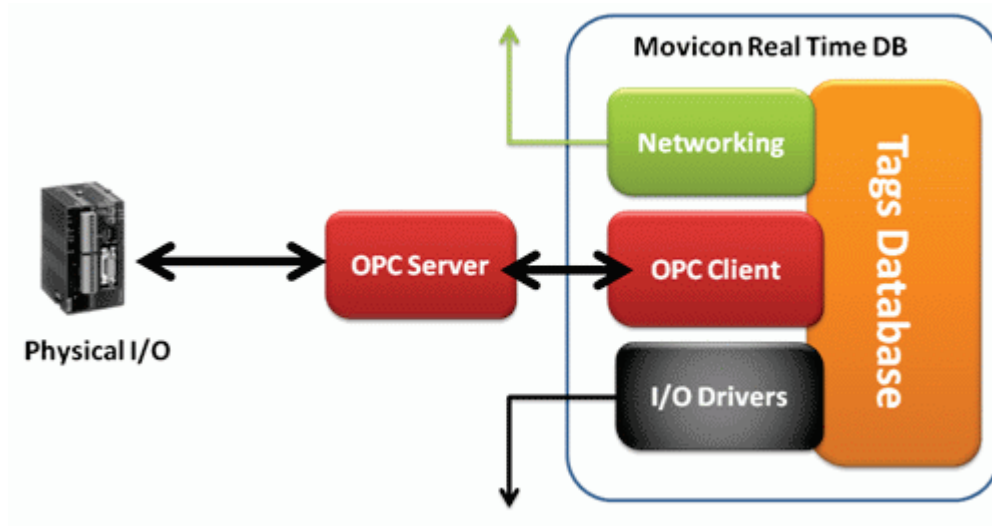 Movicon Real Time DB
Networking
OPC Server
OPC Client
I/O Drivers
Tags Database
Physical I/O